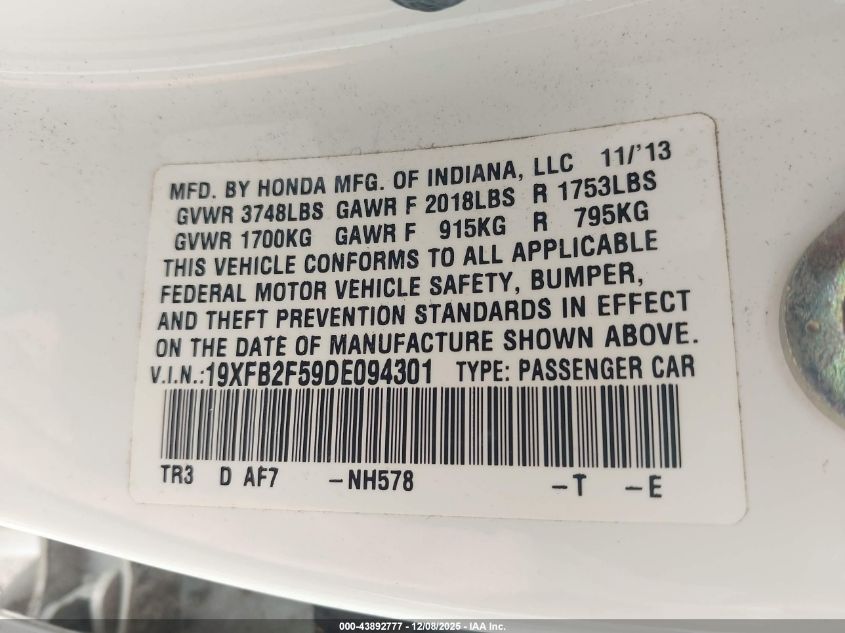 MFD. BY HONDA MFG. OF INDIANA, LLC 11/'13
GVWR 3748LBS GAWR F 2018LBS R 1753LBS
GVWR 1700KG GAWR F 915KG R 795KG
THIS VEHICLE CONFORMS TO ALL APPLICABLE
FEDERAL MOTOR VEHICLE SAFETY, BUMPER,
AND THEFT PREVENTION STANDARDS IN EFFECT
ON THE DATE OF MANUFACTURE SHOWN ABOVE.
V.I.N.:19XFB2F59DE094301 TYPE: PASSENGER CAR
TR3 D AF7 -NH578 -T -E
000-43892777 - 12/08/2025 - IAA Inc.